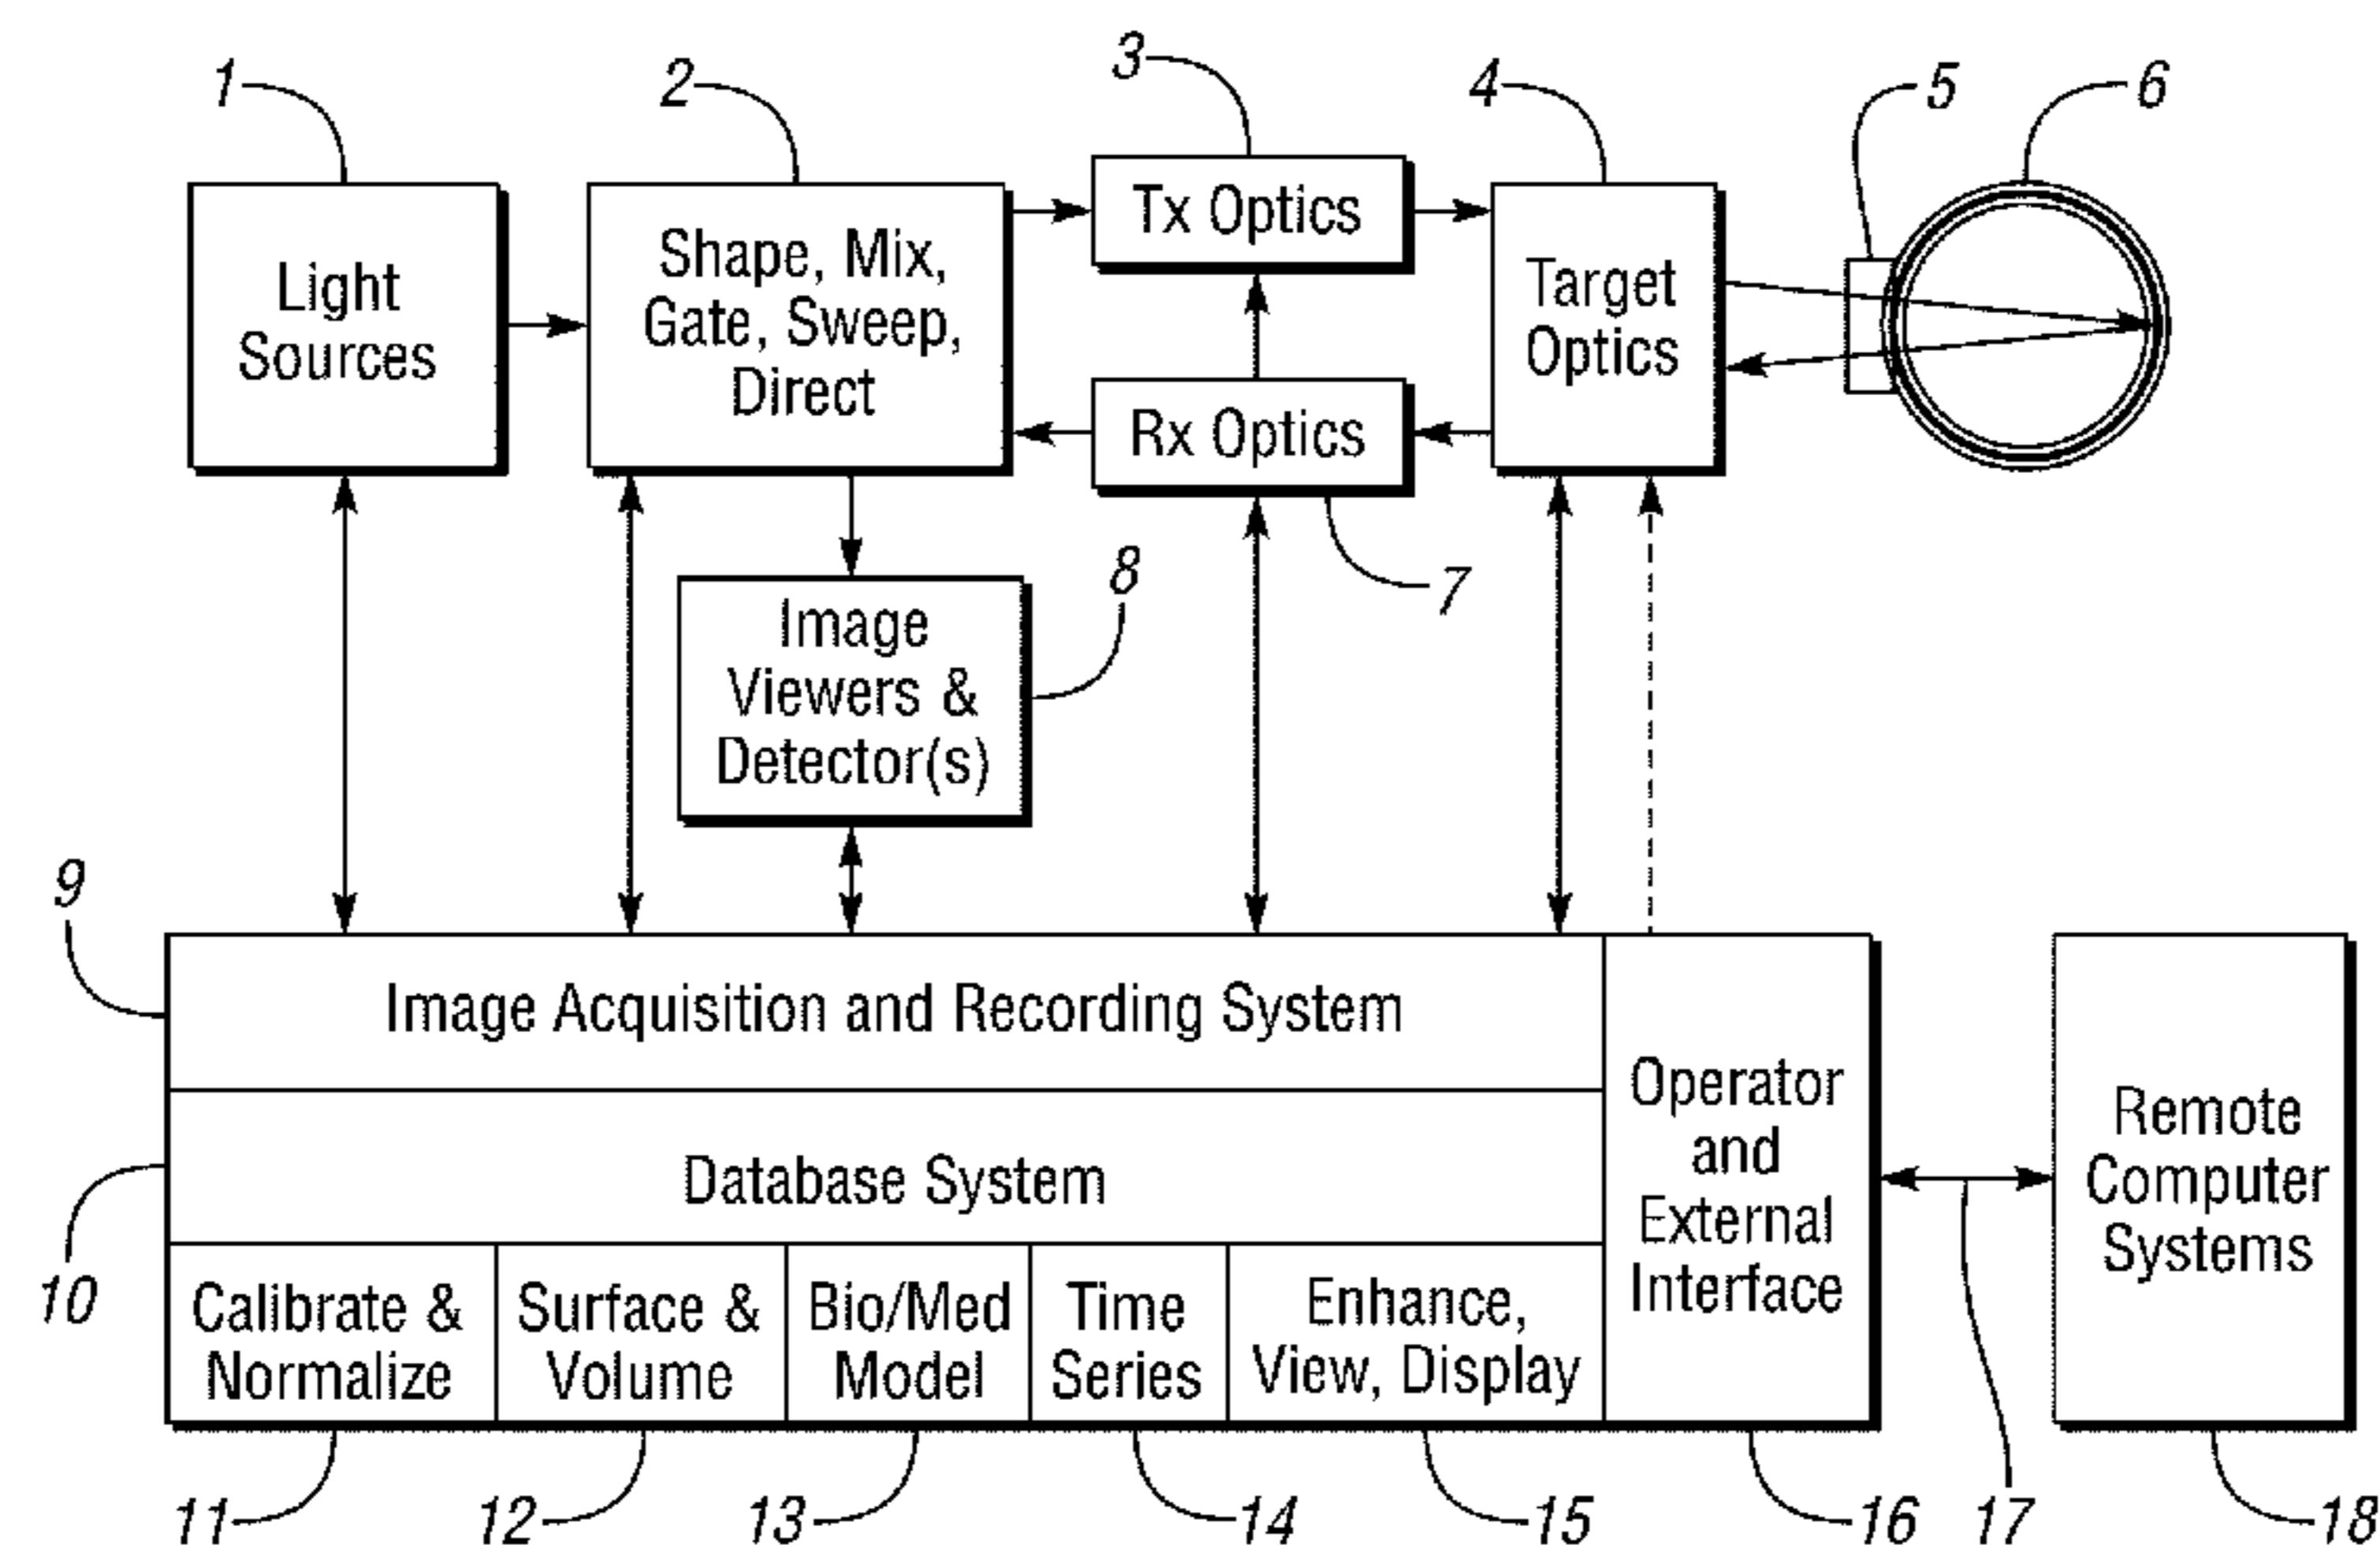 1
2
3
4
5
6
Light
Sources
Shape, Mix,
Gate, Sweep,
Direct
Tx Optics
Rx Optics
Target
Optics
7
8
Image
Viewers &
Detector(s)
9
Image Acquisition and Recording System
10
Database System
Calibrate &
Normalize
Surface &
Volume
Bio/Med
Model
Time
Series
Enhance,
View, Display
Operator
and
External
Interface
Remote
Computer
Systems
11
12
13
14
15
16
17
18